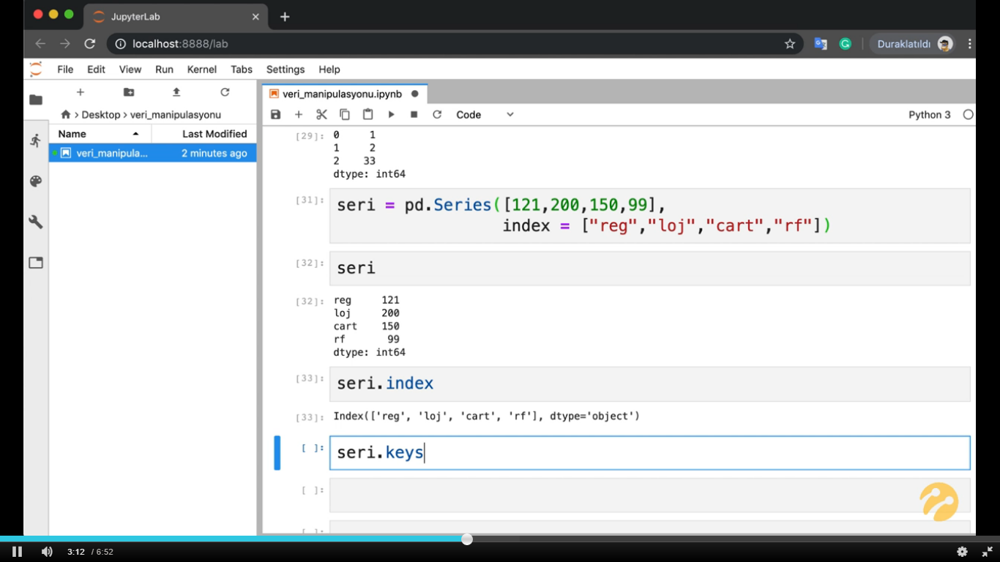 JupyterLab
localhost:8888/lab
Duraklatıldı
File Edit View Run Kernel Tabs Settings Help
Desktop > veri_manipulasyonu
Name Last Modified
veri_manipula... 2 minutes ago
veri_manipulasyonu.ipynb
Code
Python 3
[29]: 0 1
1 2
2 33
dtype: int64
[31]: seri = pd.Series([121,200,150,99],
index = ["reg","loj","cart","rf"])
[32]: seri
[32]: reg 121
loj 200
cart 150
rf 99
dtype: int64
[33]: seri.index
[33]: Index(['reg', 'loj', 'cart', 'rf'], dtype='object')
[ ]: seri.keys
[ ]:
[ ]:
3:12 / 6:52